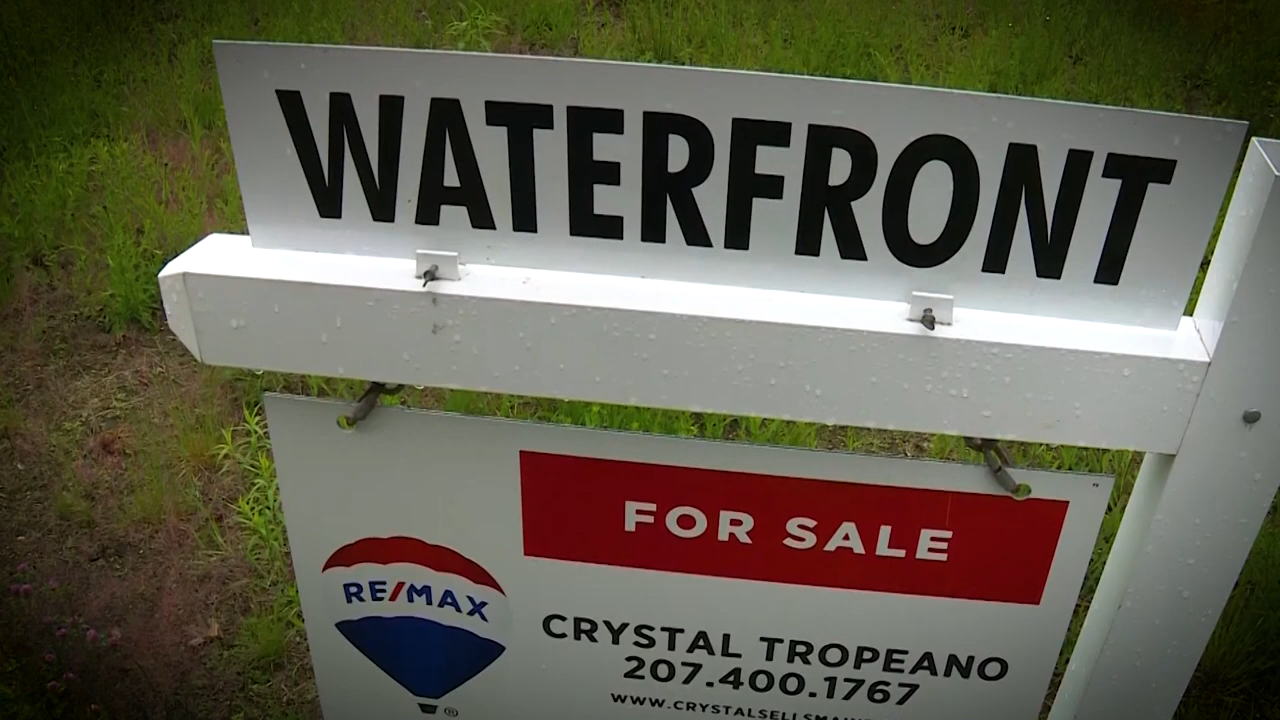 WATERFRONT
FOR SALE
RE/MAX
®
CRYSTAL TROPEANO
207.400.1767